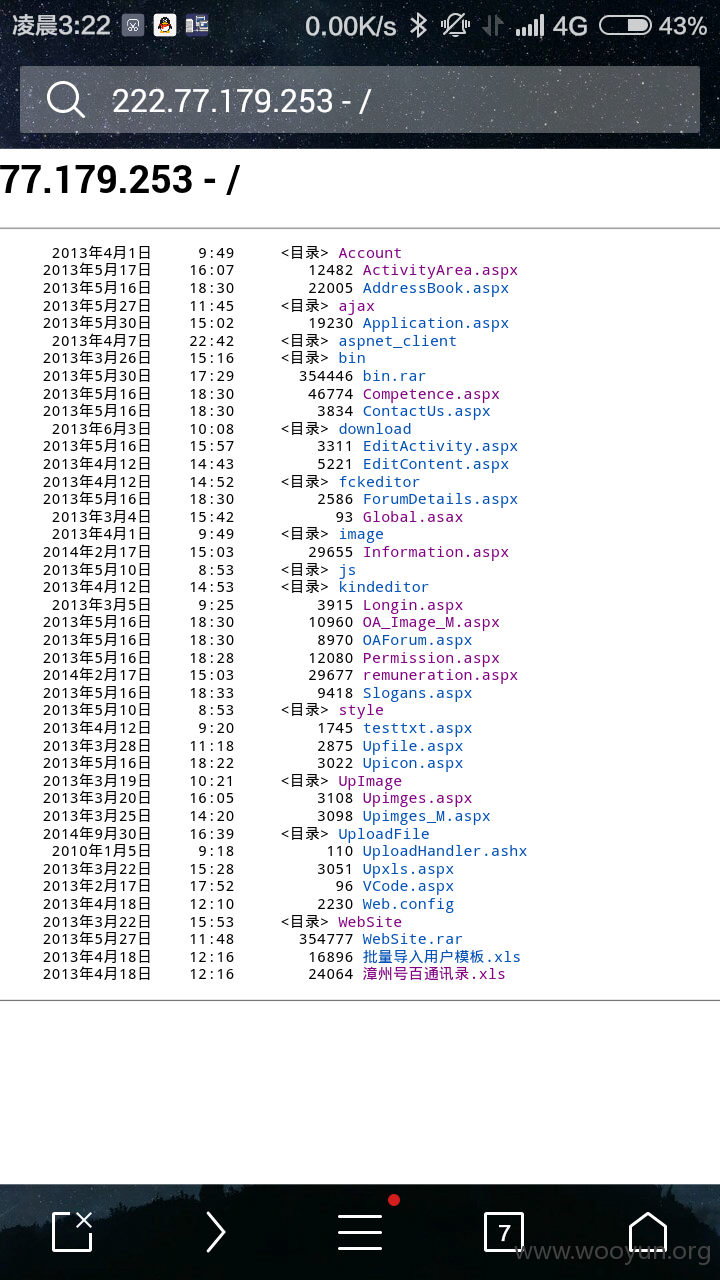 凌晨3:22 0.00K/s 4G 43%
222.77.179.253 - /
77.179.253 - /
2013年4月1日 9:49 <目录> Account
2013年5月17日 16:07 12482 ActivityArea.aspx
2013年5月16日 18:30 22005 AddressBook.aspx
2013年5月27日 11:45 <目录> ajax
2013年5月30日 15:02 19230 Application.aspx
2013年4月7日 22:42 <目录> aspnet_client
2013年3月26日 15:16 <目录> bin
2013年5月30日 17:29 354446 bin.rar
2013年5月16日 18:30 46774 Competence.aspx
2013年5月16日 18:30 3834 ContactUs.aspx
2013年6月3日 10:08 <目录> download
2013年5月16日 15:57 3311 EditActivity.aspx
2013年4月12日 14:43 5221 EditContent.aspx
2013年4月12日 14:52 <目录> fckeditor
2013年5月16日 18:30 2586 ForumDetails.aspx
2013年3月4日 15:42 93 Global.asax
2013年4月1日 9:49 <目录> image
2014年2月17日 15:03 29655 Information.aspx
2013年5月10日 8:53 <目录> js
2013年4月12日 14:53 <目录> kindeditor
2013年3月5日 9:25 3915 Longin.aspx
2013年5月16日 18:30 10960 OA_Image_M.aspx
2013年5月16日 18:30 8970 OAForum.aspx
2013年5月16日 18:28 12080 Permission.aspx
2014年2月17日 15:03 29677 remuneration.aspx
2013年5月16日 18:33 9418 Slogans.aspx
2013年5月10日 8:53 <目录> style
2013年4月12日 9:20 1745 testtxt.aspx
2013年3月28日 11:18 2875 Upfile.aspx
2013年5月16日 18:22 3022 Upicon.aspx
2013年3月19日 10:21 <目录> UpImage
2013年3月20日 16:05 3108 Upimges.aspx
2013年3月25日 14:20 3098 Upimges_M.aspx
2014年9月30日 16:39 <目录> UploadFile
2010年1月5日 9:18 110 UploadHandler.ashx
2013年3月22日 15:28 3051 Upxls.aspx
2013年2月17日 17:52 96 VCode.aspx
2013年4月18日 12:10 2230 Web.config
2013年3月22日 15:53 <目录> WebSite
2013年5月27日 11:48 354777 WebSite.rar
2013年4月18日 12:16 16896 批量导入用户模板.xls
2013年4月18日 12:16 24064 漳州号百通讯录.xls
7
www.wooyun.org